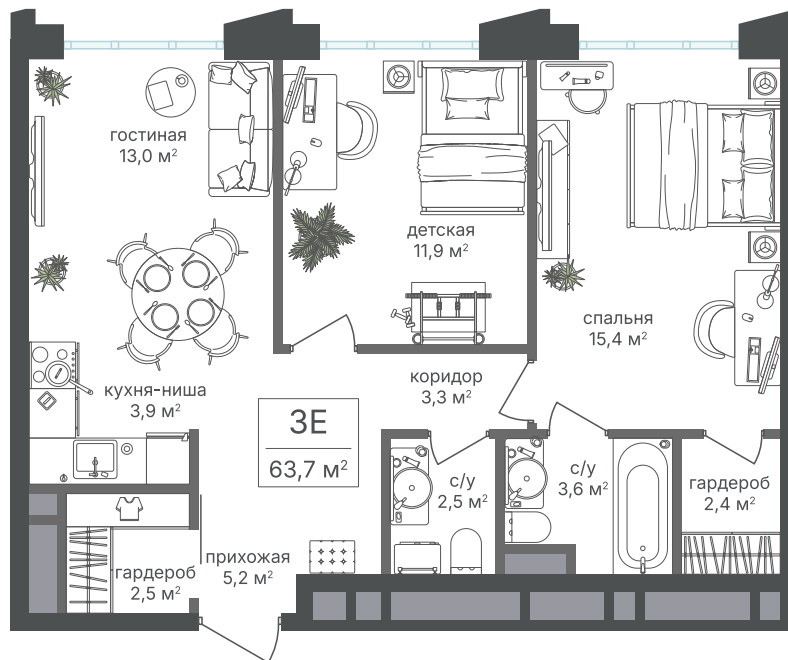 гостиная
13,0 м²
детская
11,9 м²
спальня
15,4 м²
кухня-ниша
3,9 м²
коридор
3,3 м²
3Е
63,7 м²
с/у
2,5 м²
с/у
3,6 м²
гардероб
2,4 м²
прихожая
5,2 м²
гардероб
2,5 м²